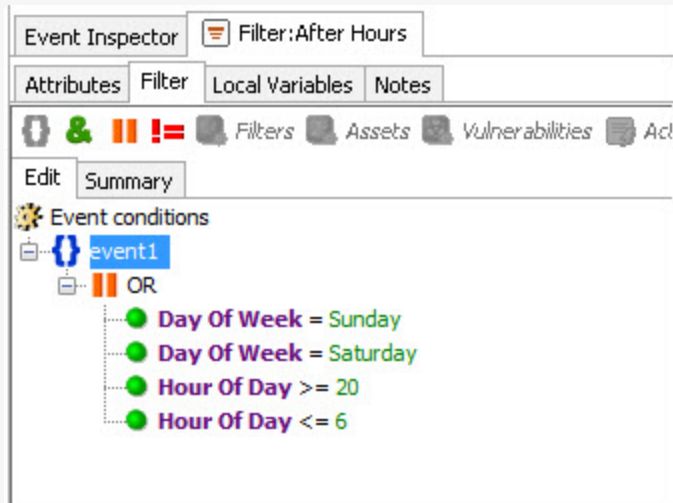 Event Inspector Filter:After Hours
Attributes Filter Local Variables Notes
Filters Assets Vulnerabilities Act
Edit Summary
Event conditions
event1
OR
Day Of Week = Sunday
Day Of Week = Saturday
Hour Of Day >= 20
Hour Of Day <= 6